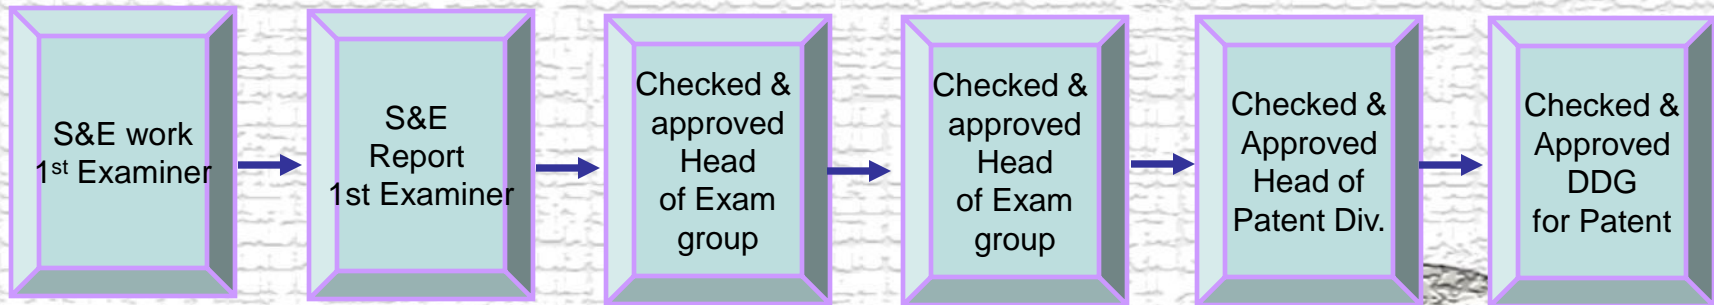 S&E work
1st Examiner
S&E
Report
1st Examiner
Checked &
approved
Head
of Exam
group
Checked &
approved
Head
of Exam
group
Checked &
Approved
Head of
Patent Div.
Checked &
Approved
DDG
for Patent